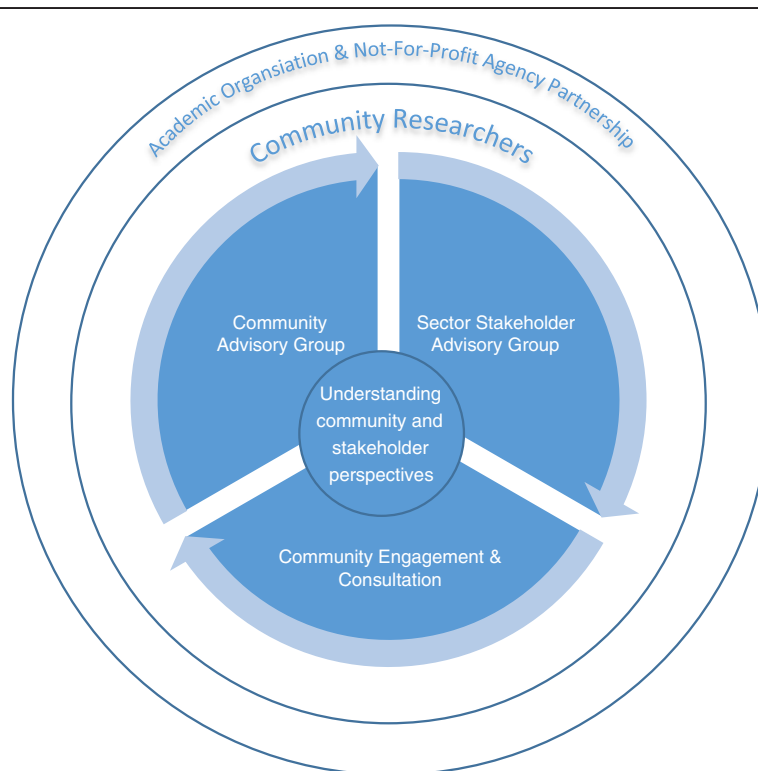 Academic Organsiation & Not-For-Profit Agency Partnership
Community Researchers
Community
Advisory Group
Sector Stakeholder
Advisory Group
Understanding
community and
stakeholder
perspectives
Community Engagement &
Consultation